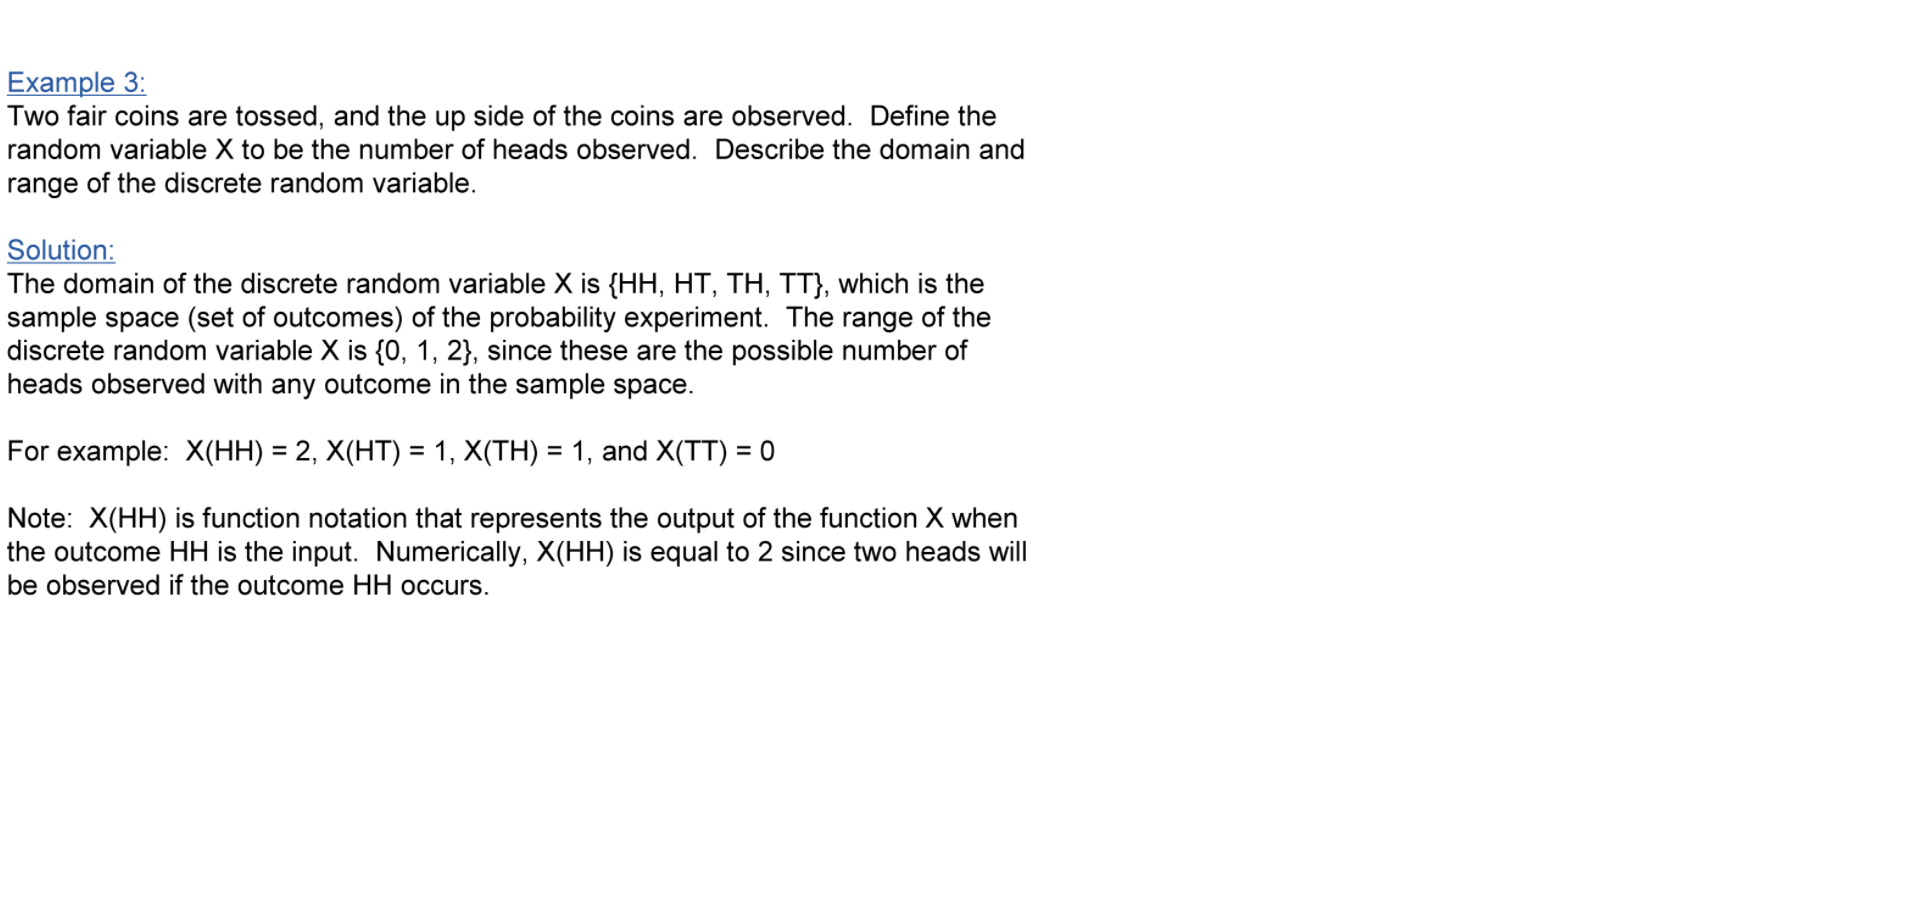 Example 3:
Two fair coins are tossed, and the up side of the coins are observed.  Define the
random variable X to be the number of heads observed.  Describe the domain and
range of the discrete random variable.
Solution:
The domain of the discrete random variable X is {HH, HT, TH, TT}, which is the
sample space (set of outcomes) of the probability experiment.  The range of the
discrete random variable X is {0, 1, 2}, since these are the possible number of
heads observed with any outcome in the sample space.
For example:  X(HH) = 2, X(HT) = 1, X(TH) = 1, and X(TT) = 0
Note:  X(HH) is function notation that represents the output of the function X when
the outcome HH is the input.  Numerically, X(HH) is equal to 2 since two heads will
be observed if the outcome HH occurs.